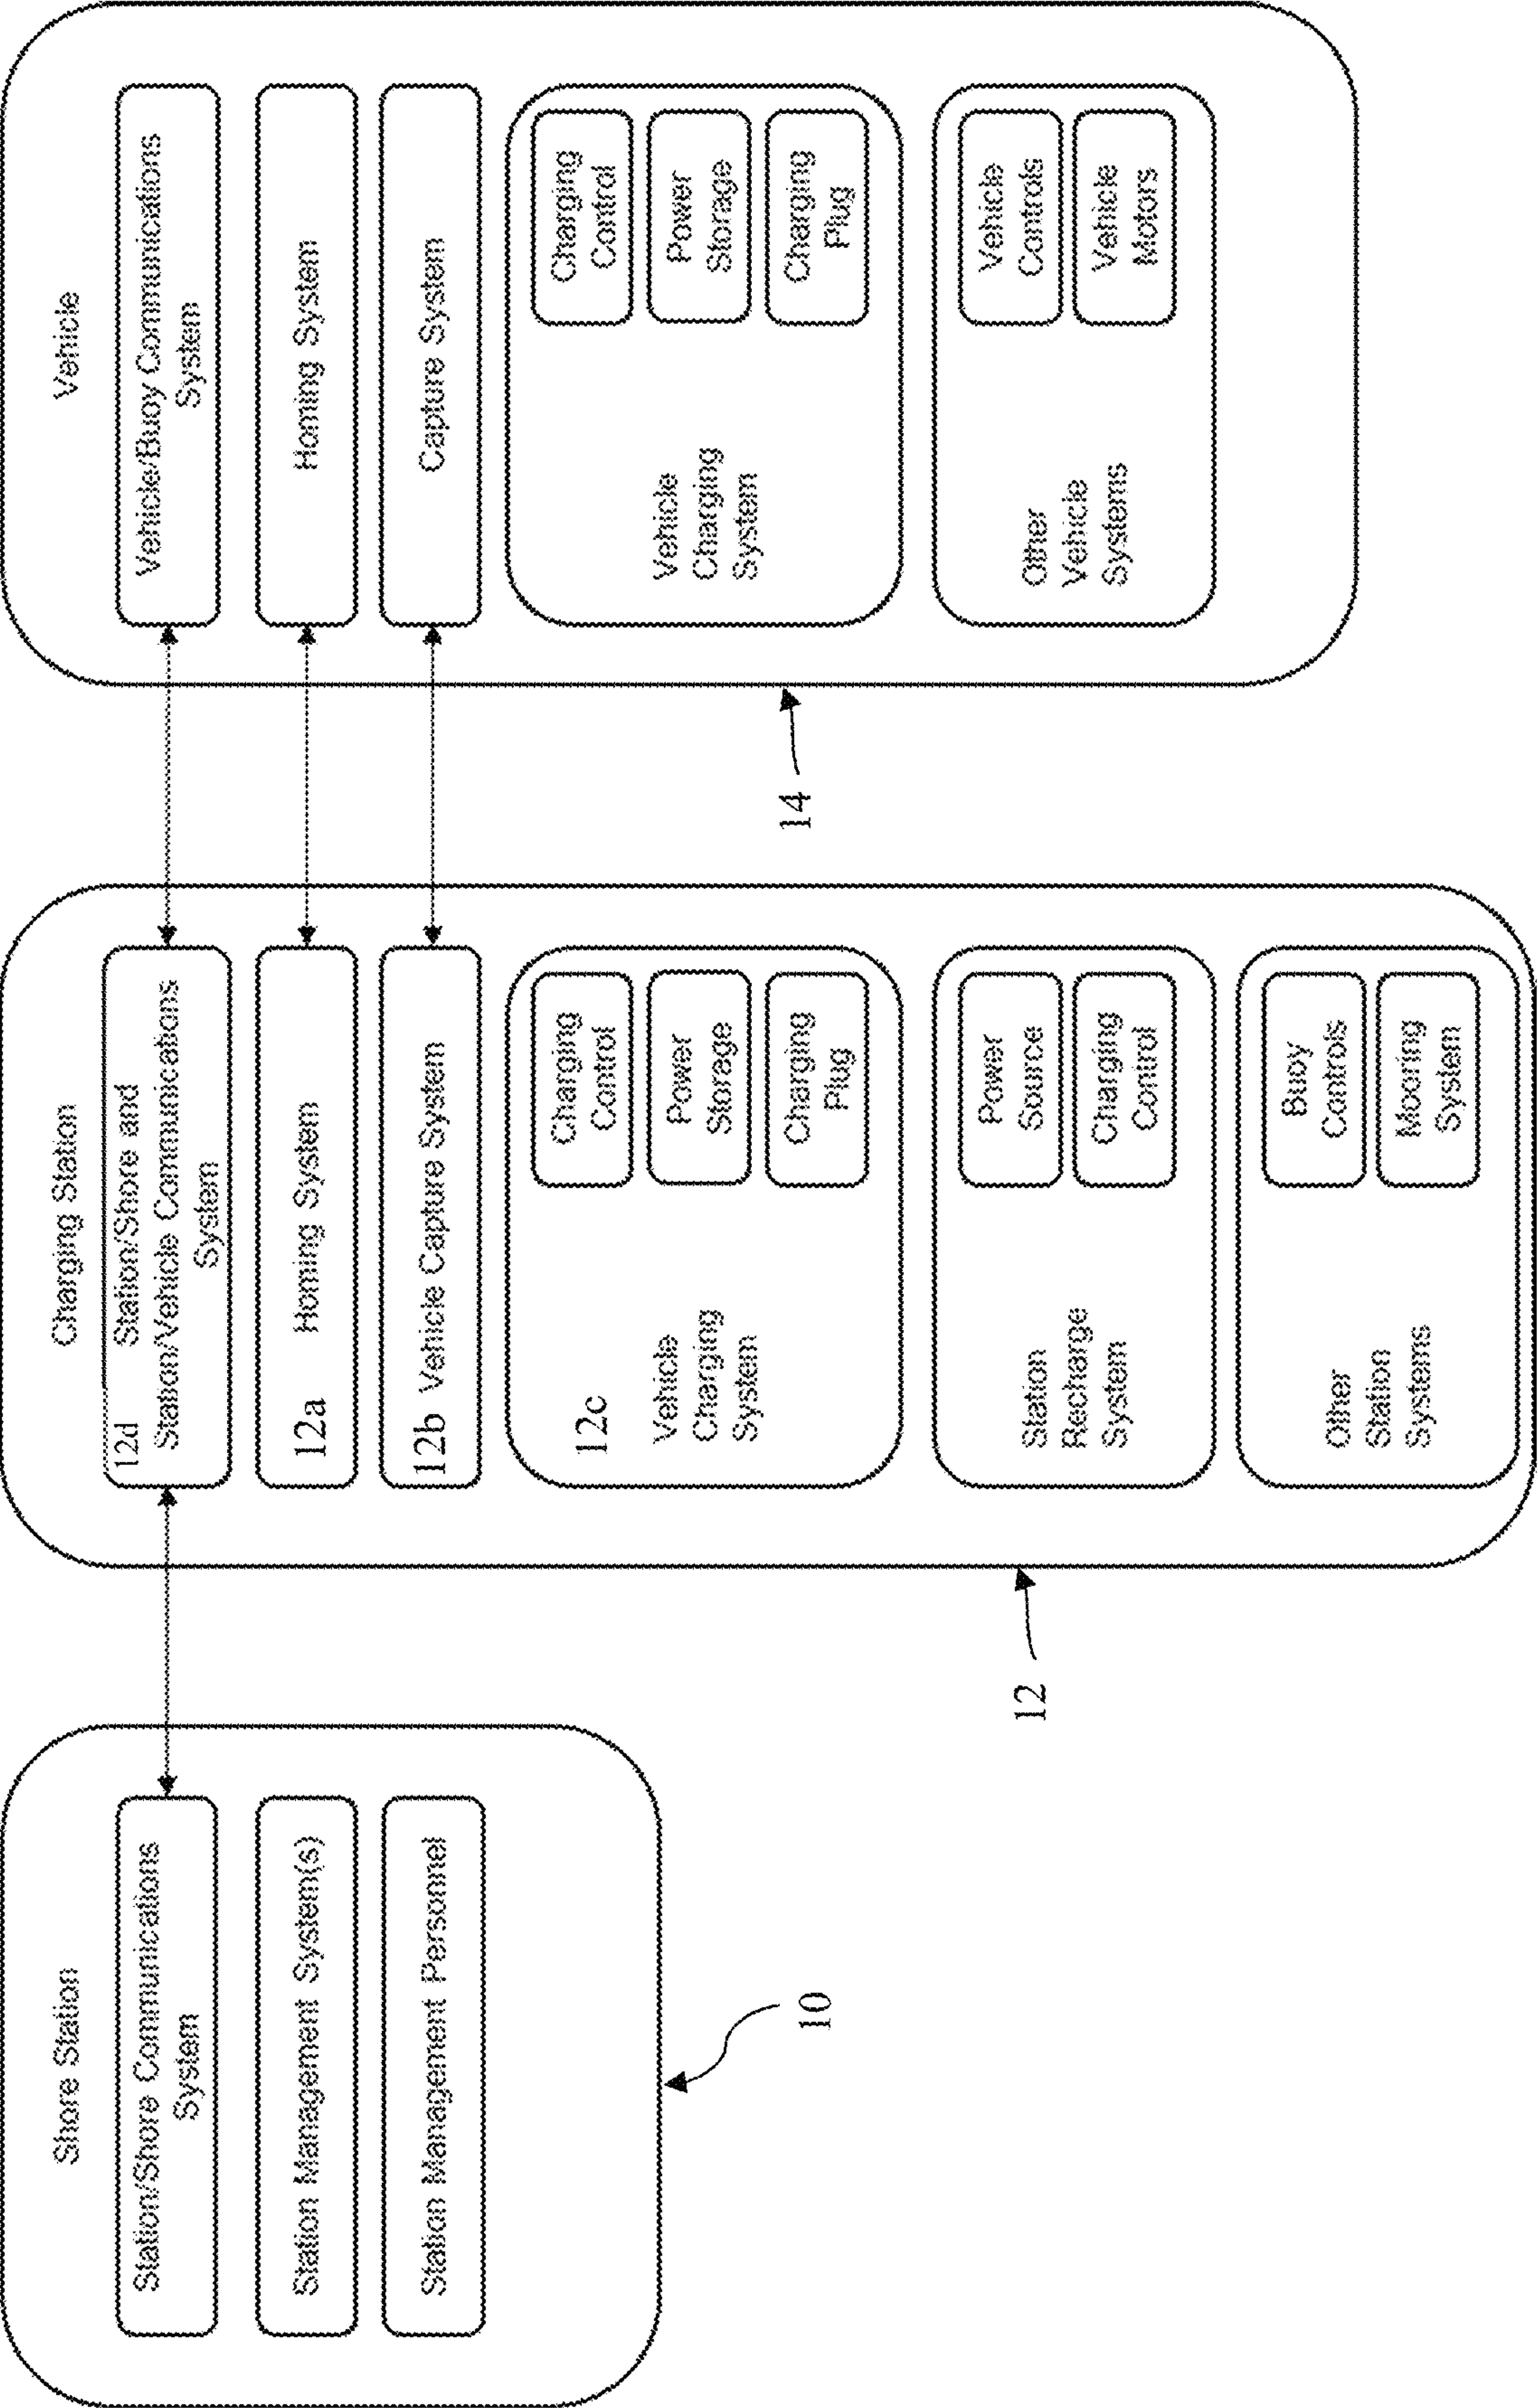 Shore Station
Station/Shore Communications
System
Station Management System(s)
Station Management Personnel
10
Charging Station
12d Station/Shore and
Station/Vehicle Communications
System
12a Homing System
12b Vehicle Capture System
12c
Vehicle
Charging
System
Charging
Control
Power
Storage
Charging
Plug
Station
Recharge
System
Power
Source
Charging
Control
Other
Station
Systems
Buoy
Controls
Mooring
System
12
Vehicle
Vehicle/Buoy Communications
System
Homing System
Capture System
Vehicle
Charging
System
Charging
Control
Power
Storage
Charging
Plug
Other
Vehicle
Systems
Vehicle
Controls
Vehicle
Motors
14